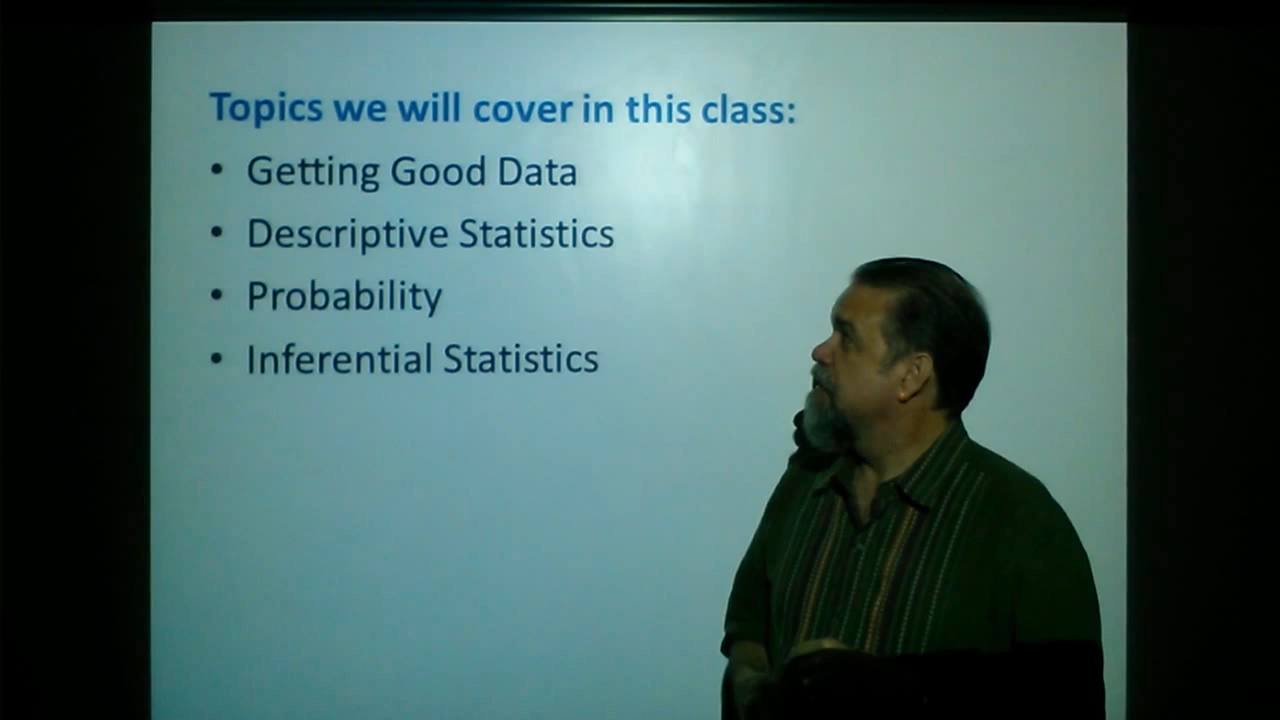 Topics we will cover in this class:
• Getting Good Data
• Descriptive Statistics
• Probability
• Inferential Statistics